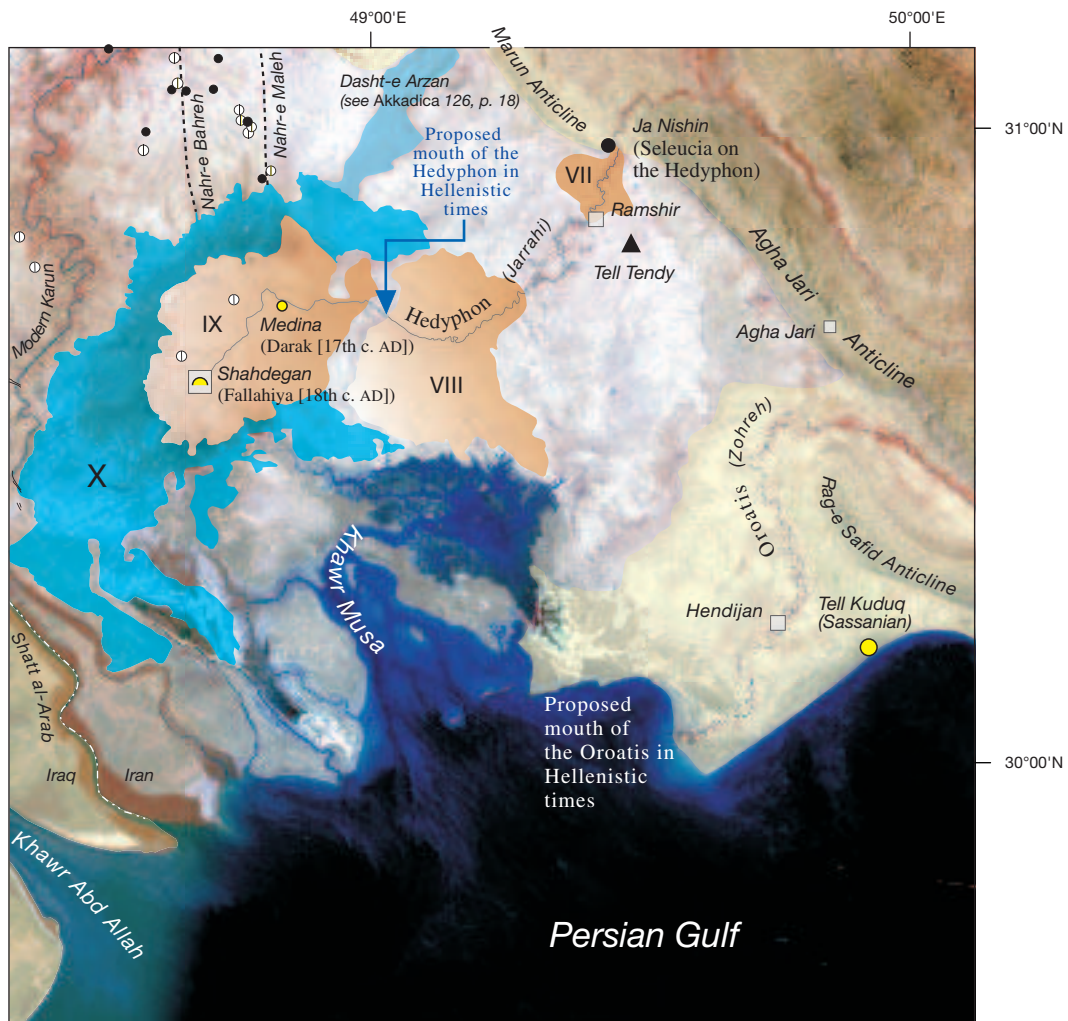 49°00'E
50°00'E
Marun Anticline
Dasht-e Arzan
(see Akkadica 126, p. 18)
Nahr-e Bahreh
Nahr-e Maleh
Proposed
mouth of the
Hedyphon in
Hellenistic
times
Ja Nishin
(Seleucia on
the Hedyphon)
31°00'N
VII
Ramshir
(Jarrahi)
Tell Tendy
Agha Jari
Anticline
Modern Karun
IX
Medina
(Darak [17th c. AD])
Hedyphon
Agha Jari
Shahdegan
(Fallahiya [18th c. AD])
VIII
X
Oroatis (Zohreh)
Rag-e Safid Anticline
Khawr Musa
Hendijan
Tell Kuduq
(Sassanian)
Shatt al-Arab
Iraq
Iran
Proposed
mouth of
the Oroatis in
Hellenistic
times
30°00'N
Khawr Abd Allah
Persian Gulf